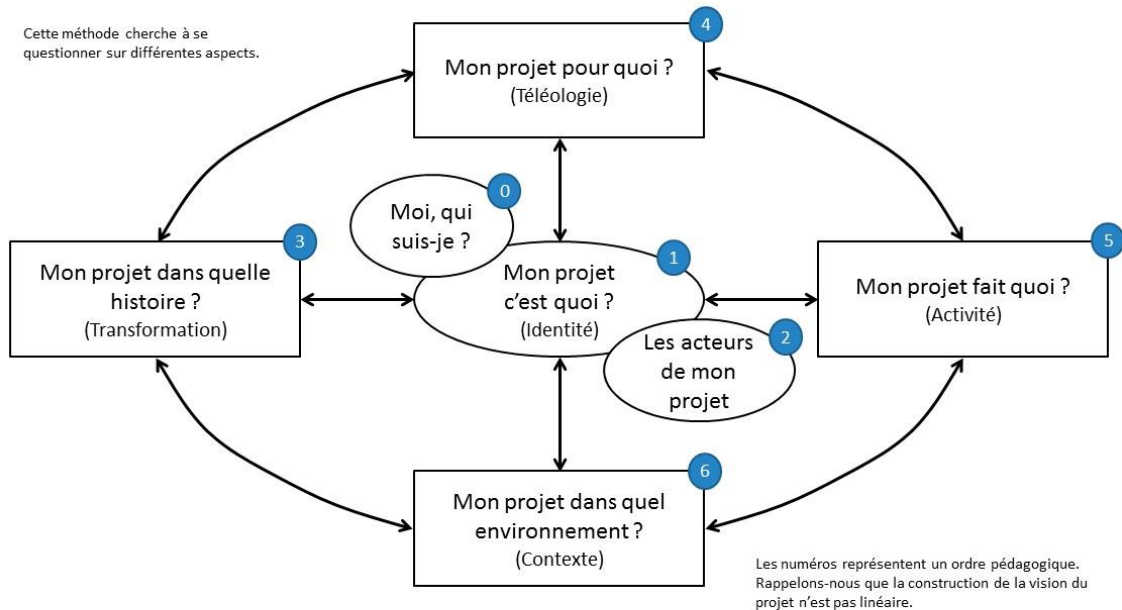 Cette méthode cherche à se
questionner sur différentes aspects.
4
Mon projet pour quoi ?
(Téléologie)
0
Moi, qui
suis-je ?
3
Mon projet dans quelle
histoire ?
(Transformation)
1
Mon projet
c’est quoi ?
(Identité)
5
Mon projet fait quoi ?
(Activité)
2
Les acteurs
de mon
projet
6
Mon projet dans quel
environnement ?
(Contexte)
Les numéros représentent un ordre pédagogique.
Rappelons-nous que la construction de la vision du
projet n’est pas linéaire.